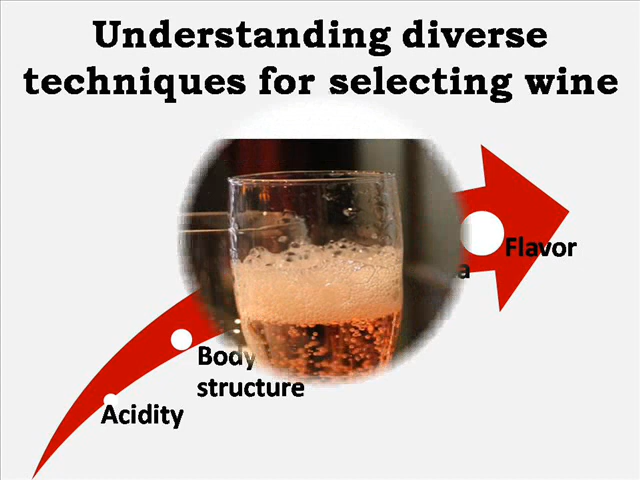 Understanding diverse
techniques for selecting wine
Flavor
Body
structure
Acidity